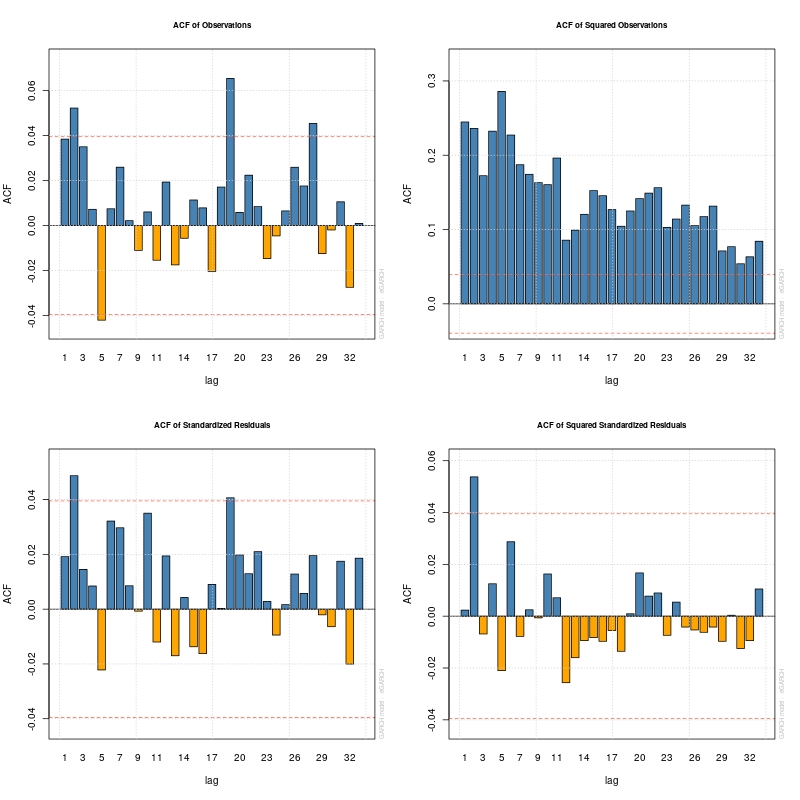 ACF of Observations
ACF
0.06
0.04
0.02
0.00
-0.02
-0.04
1 3 5 7 9 11 14 17 20 23 26 29 32
lag
GARCH model : eGARCH
ACF of Squared Observations
ACF
0.3
0.2
0.1
0.0
1 3 5 7 9 11 14 17 20 23 26 29 32
lag
GARCH model : eGARCH
ACF of Standardized Residuals
ACF
0.04
0.02
0.00
-0.02
-0.04
1 3 5 7 9 11 14 17 20 23 26 29 32
lag
GARCH model : eGARCH
ACF of Squared Standardized Residuals
ACF
0.06
0.04
0.02
0.00
-0.02
-0.04
1 3 5 7 9 11 14 17 20 23 26 29 32
lag
GARCH model : eGARCH